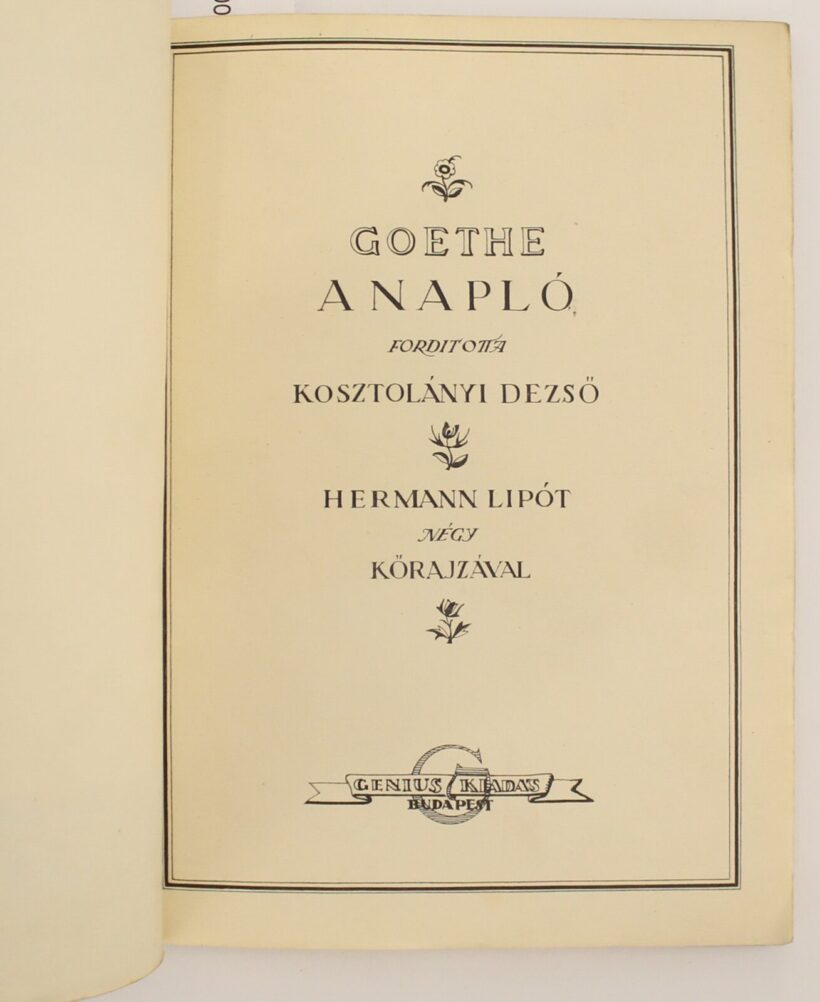 GOETHE
A NAPLÓ
FORDITOTTA
KOSZTOLÁNYI DEZSŐ
HERMANN LIPÓT
NÉGY
KŐRAJZÁVAL
GENIUS KIADÁS
BUDAPEST